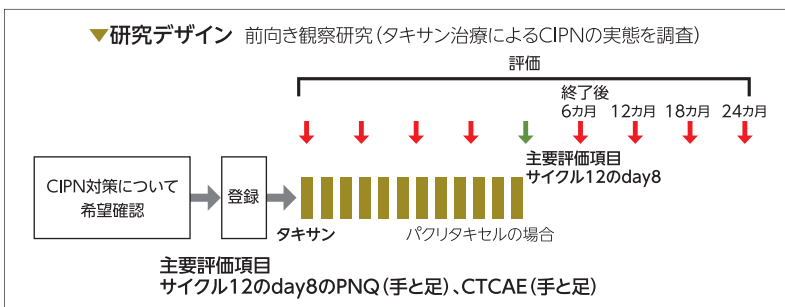 ▼研究デザイン 前向き観察研究(タキサン治療によるCIPNの実態を調査)
評価
終了後
6カ月 12カ月 18カ月 24カ月
主要評価項目
サイクル12のday8
CIPN対策について
希望確認
登録
タキサン
パクリタキセルの場合
主要評価項目
サイクル12のday8のPNQ(手と足)、CTCAE(手と足)